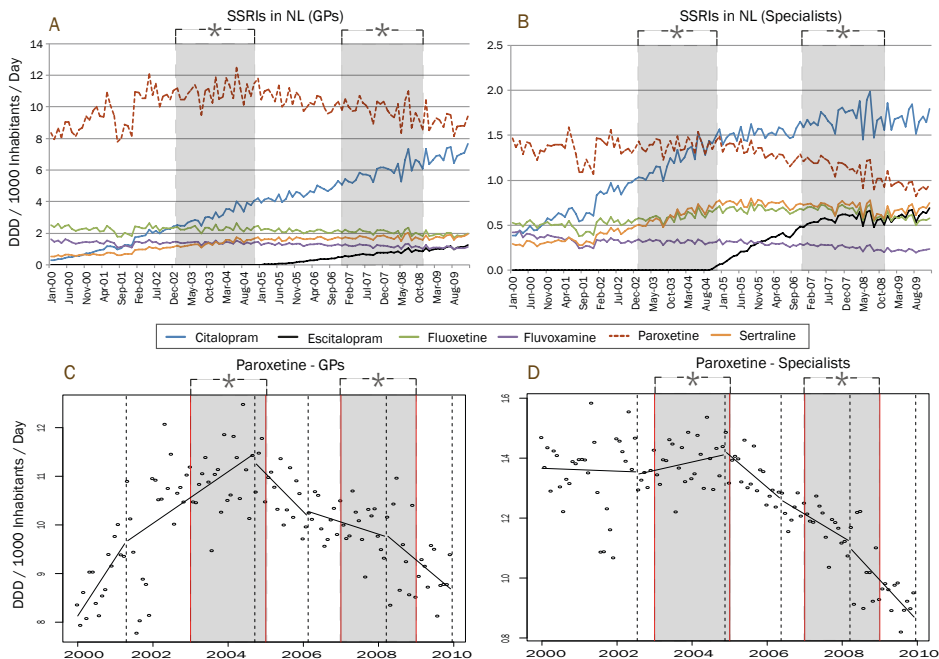 A
SSRIs in NL (GPs)
*
*
DDD / 1000 Inhabitants / Day
14
12
10
8
6
4
2
0
Jan-00
Jun-00
Nov-00
Apr-01
Sep-01
Feb-02
Jul-02
Dec-02
May-03
Oct-03
Mar-04
Aug-04
Jan-05
Jun-05
Nov-05
Apr-06
Sep-06
Feb-07
Jul-07
Dec-07
May-08
Oct-08
Mar-09
Aug-09
B
SSRIs in NL (Specialists)
*
*
2.5
2.0
1.5
1.0
0.5
0.0
Jan-00
Jun-00
Nov-00
Apr-01
Sep-01
Feb-02
Jul-02
Dec-02
May-03
Oct-03
Mar-04
Aug-04
Jan-05
Jun-05
Nov-05
Apr-06
Sep-06
Feb-07
Jul-07
Dec-07
May-08
Oct-08
Mar-09
Aug-09
Citalopram
Escitalopram
Fluoxetine
Fluvoxamine
Paroxetine
Sertraline
C
Paroxetine - GPs
*
*
DDD / 1000 Inhabitants / Day
12
11
10
9
8
2000
2002
2004
2006
2008
2010
D
Paroxetine - Specialists
*
*
16
14
12
10
08
2000
2002
2004
2006
2008
2010